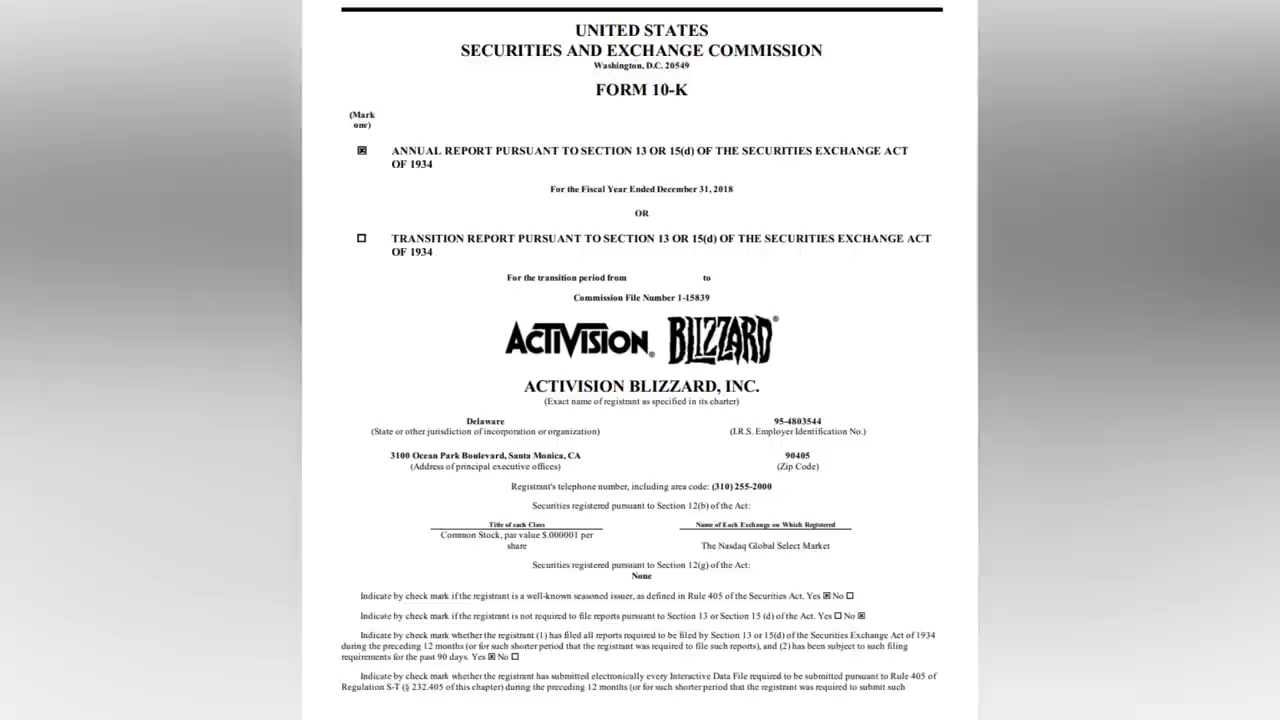 UNITED STATES
SECURITIES AND EXCHANGE COMMISSION
Washington, D.C. 20549
FORM 10-K
(Mark
one)
☒ ANNUAL REPORT PURSUANT TO SECTION 13 OR 15(d) OF THE SECURITIES EXCHANGE ACT
OF 1934
For the Fiscal Year Ended December 31, 2018
OR
☐ TRANSITION REPORT PURSUANT TO SECTION 13 OR 15(d) OF THE SECURITIES EXCHANGE ACT
OF 1934
For the transition period from to
Commission File Number 1-15839
ACTIVISION® BLIZZARD®
ACTIVISION BLIZZARD, INC.
(Exact name of registrant as specified in its charter)
Delaware 95-4803544
(State or other jurisdiction of incorporation or organization) (I.R.S. Employer Identification No.)
3100 Ocean Park Boulevard, Santa Monica, CA 90405
(Address of principal executive offices) (Zip Code)
Registrant's telephone number, including area code: (310) 255-2000
Securities registered pursuant to Section 12(b) of the Act:
Title of each Class Name of Each Exchange on Which Registered
Common Stock, par value $.000001 per
share The Nasdaq Global Select Market
Securities registered pursuant to Section 12(g) of the Act:
None
Indicate by check mark if the registrant is a well-known seasoned issuer, as defined in Rule 405 of the Securities Act. Yes ☒ No ☐
Indicate by check mark if the registrant is not required to file reports pursuant to Section 13 or Section 15 (d) of the Act. Yes ☐ No ☒
Indicate by check mark whether the registrant (1) has filed all reports required to be filed by Section 13 or 15(d) of the Securities Exchange Act of 1934
during the preceding 12 months (or for such shorter period that the registrant was required to file such reports), and (2) has been subject to such filing
requirements for the past 90 days. Yes ☒ No ☐
Indicate by check mark whether the registrant has submitted electronically every Interactive Data File required to be submitted pursuant to Rule 405 of
Regulation S-T (§ 232.405 of this chapter) during the preceding 12 months (or for such shorter period that the registrant was required to submit such